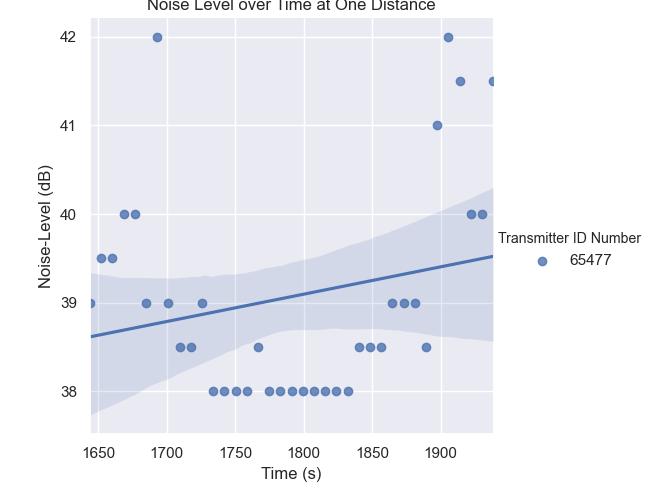 Noise Level over Time at One Distance
42
41
40
39
38
Noise-Level (dB)
1650 1700 1750 1800 1850 1900
Time (s)
Transmitter ID Number
65477